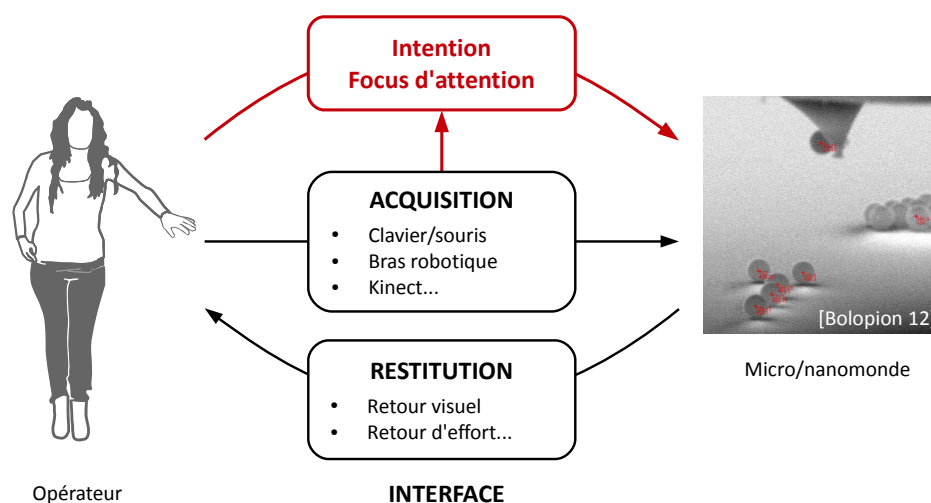 Intention
Focus d'attention
ACQUISITION
• Clavier/souris
• Bras robotique
• Kinect...
[Bolopion 12
RESTITUTION
• Retour visuel
• Retour d'effort...
Micro/nanomonde
Opérateur
INTERFACE